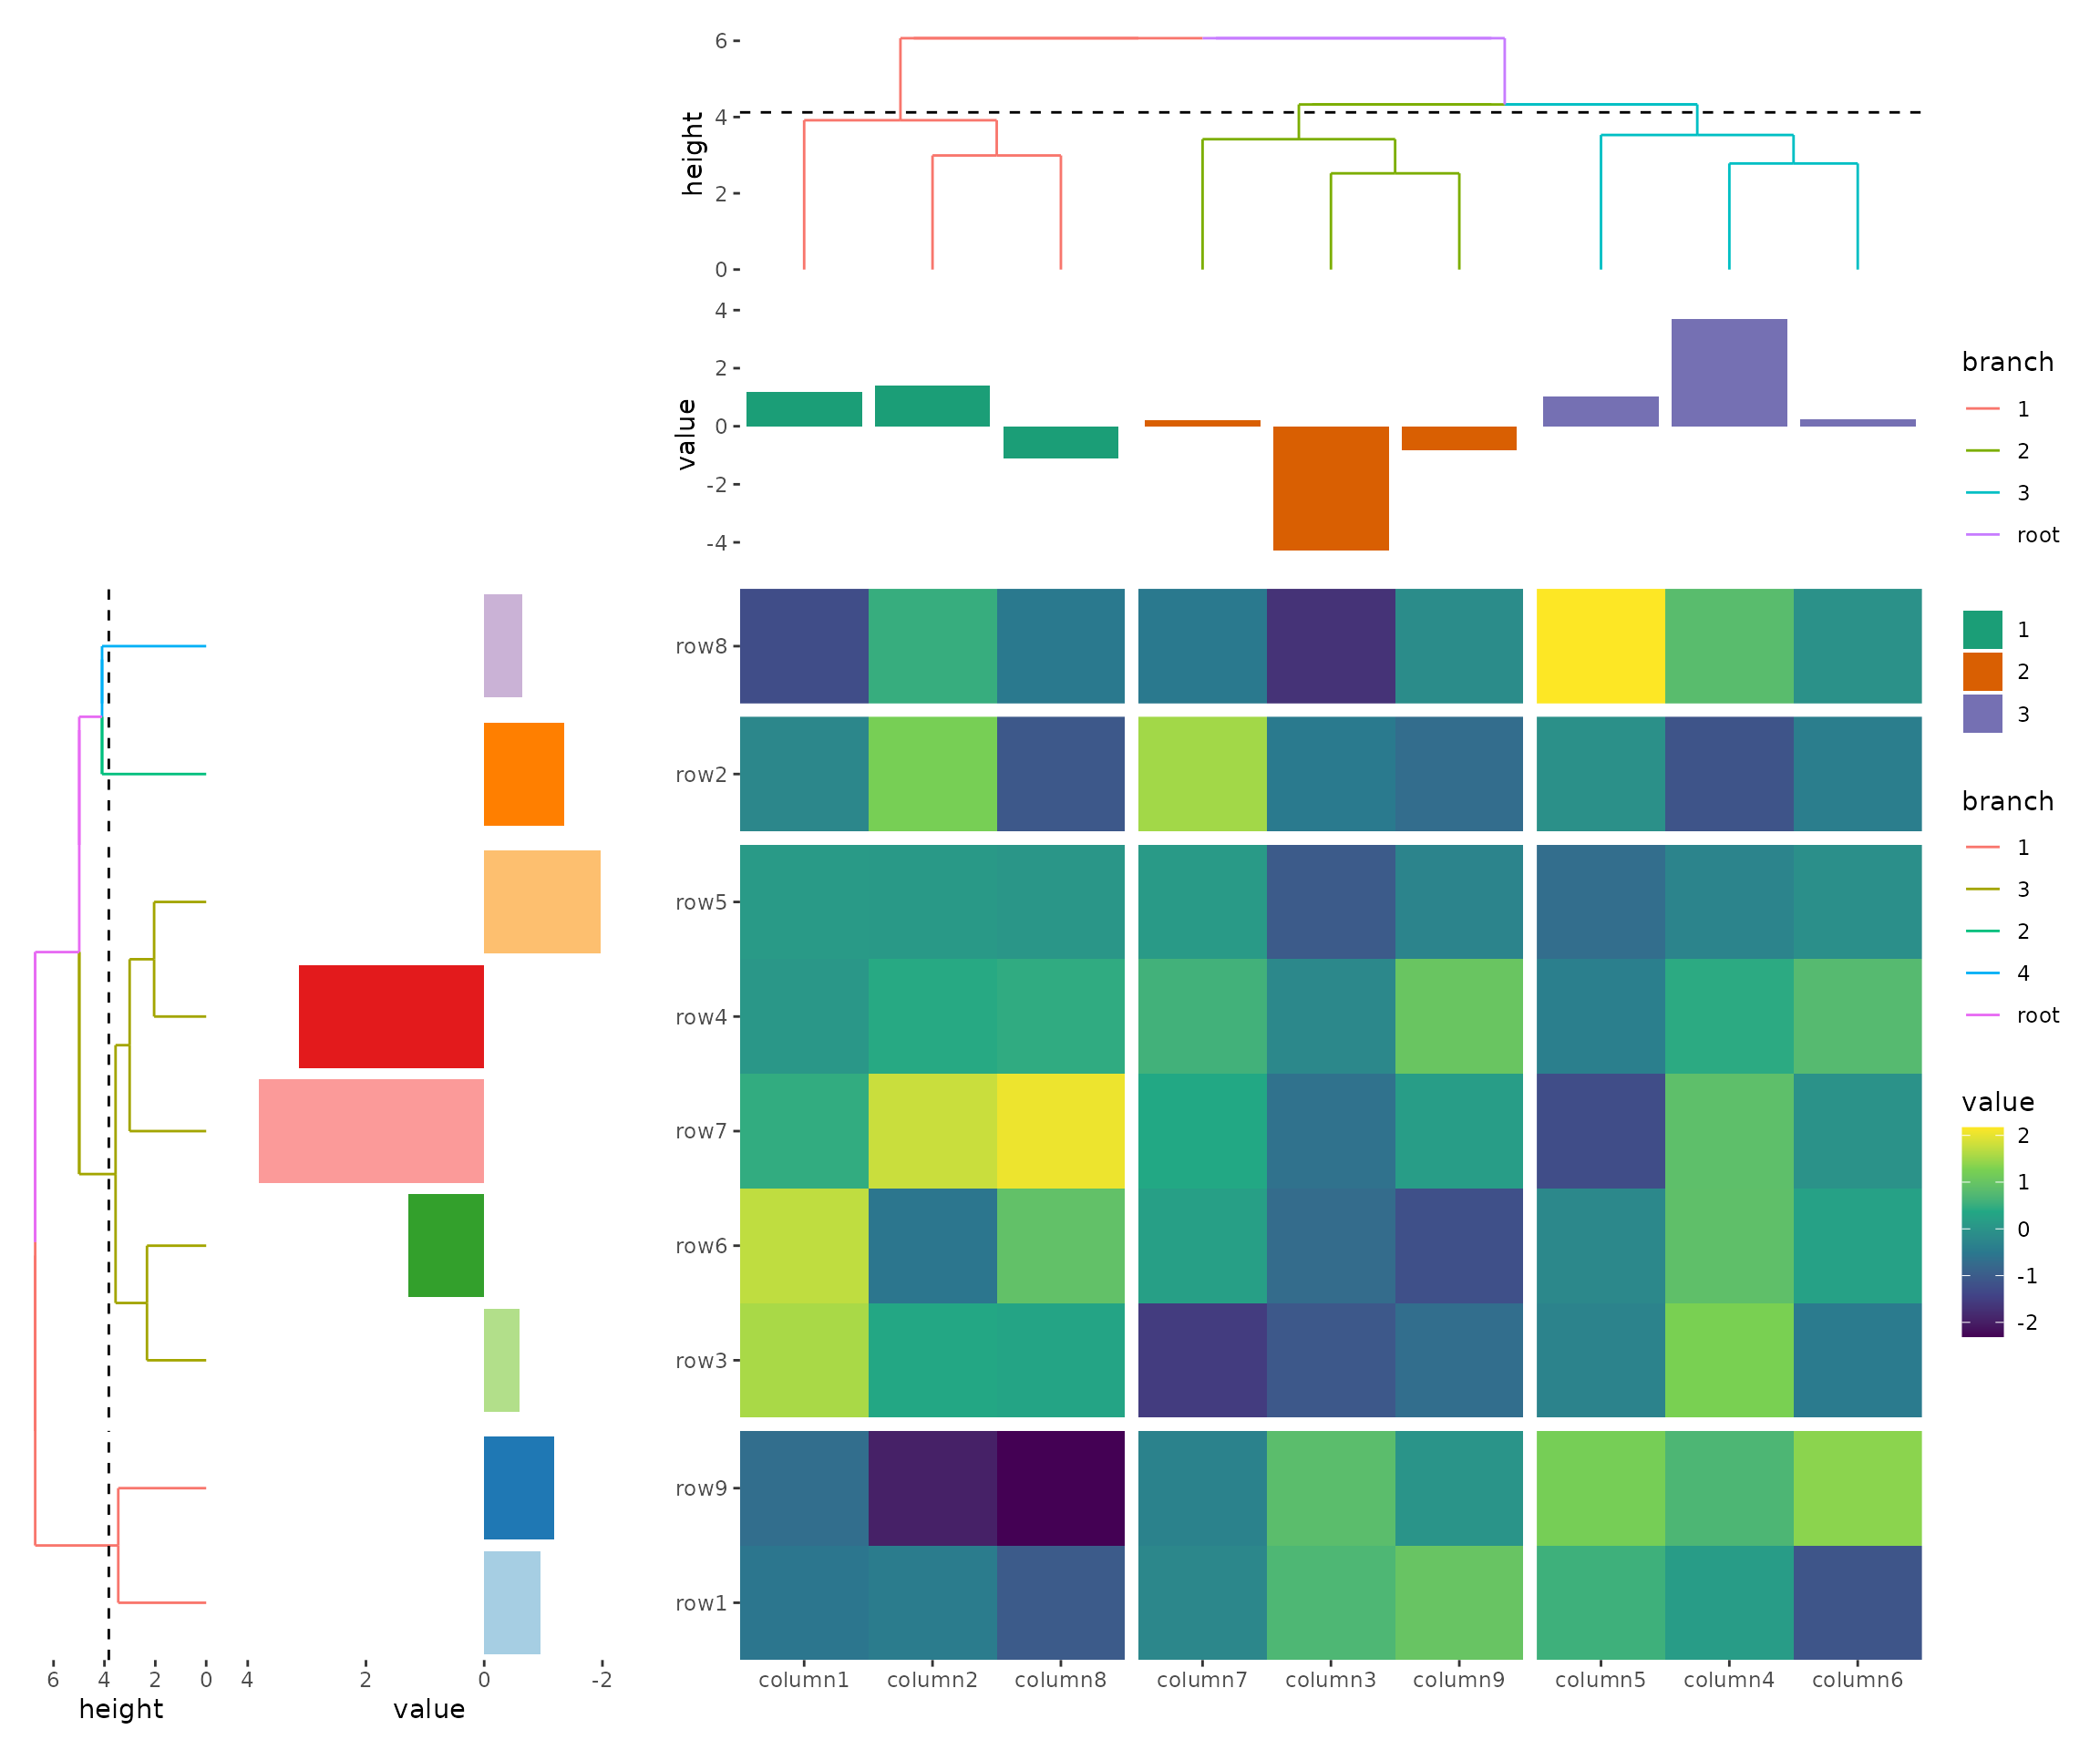 6
4
2
0
height
4
2
0
-2
-4
value
branch
1
2
3
root
1
2
3
branch
1
3
2
4
root
value
2
1
0
-1
-2
row8
row2
row5
row4
row7
row6
row3
row9
row1
6 4 2 0 4 2 0 -2
height value
column1 column2 column8 column7 column3 column9 column5 column4 column6